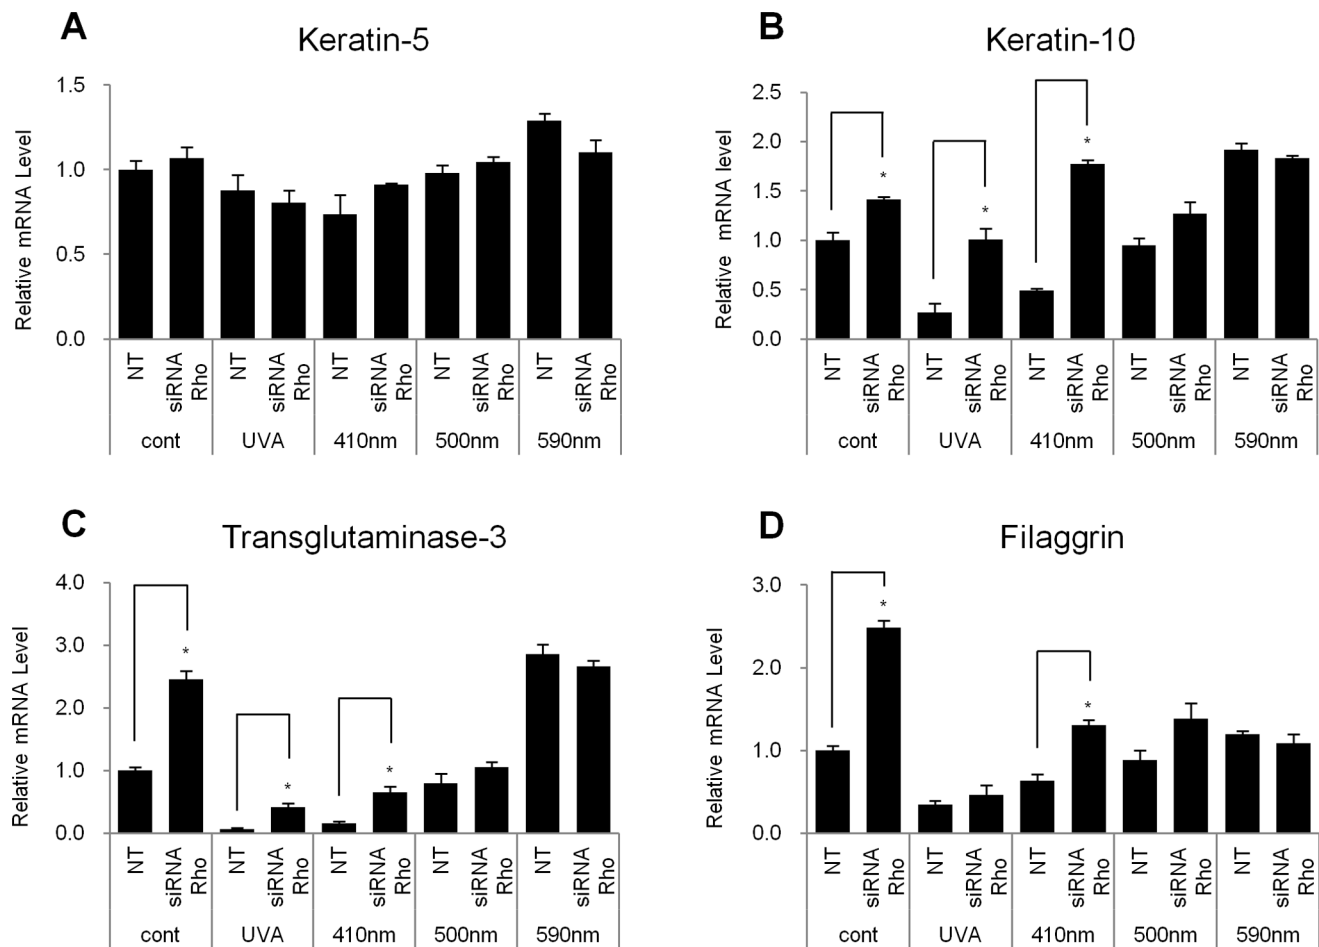 A
Keratin-5
Relative mRNA Level
1.5
1.0
0.5
0.0
NT
siRNA
Rho
NT
siRNA
Rho
NT
siRNA
Rho
NT
siRNA
Rho
NT
siRNA
Rho
cont UVA 410nm 500nm 590nm
B
Keratin-10
Relative mRNA level
2.5
2.0
1.5
1.0
0.5
0.0
*
*
*
NT
siRNA
Rho
NT
siRNA
Rho
NT
siRNA
Rho
NT
siRNA
Rho
NT
siRNA
Rho
cont UVA 410nm 500nm 590nm
C
Transglutaminase-3
Relative mRNA Level
4.0
3.0
2.0
1.0
0.0
*
*
*
NT
siRNA
Rho
NT
siRNA
Rho
NT
siRNA
Rho
NT
siRNA
Rho
NT
siRNA
Rho
cont UVA 410nm 500nm 590nm
D
Filaggrin
Relative mRNA Level
3.0
2.0
1.0
0.0
*
*
NT
siRNA
Rho
NT
siRNA
Rho
NT
siRNA
Rho
NT
siRNA
Rho
NT
siRNA
Rho
cont UVA 410nm 500nm 590nm